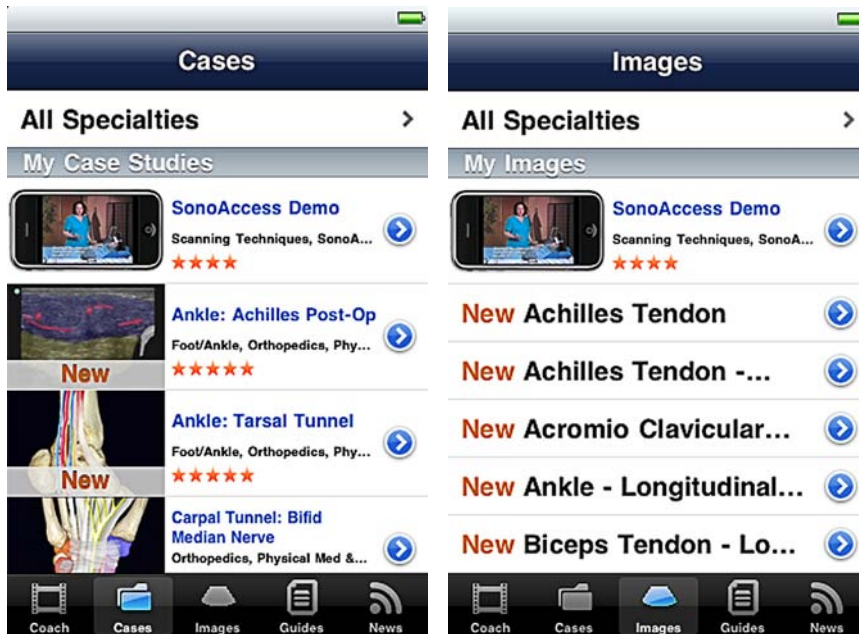 Cases
All Specialties
My Case Studies
SonoAccess Demo
Scanning Techniques, SonoA...
Ankle: Achilles Post-Op
Foot/Ankle, Orthopedics, Phy...
New
Ankle: Tarsal Tunnel
Foot/Ankle, Orthopedics, Phy...
New
Carpal Tunnel: Bifid
Median Nerve
Orthopedics, Physical Med &...
Coach Cases Images Guides News
Images
All Specialties
My Images
SonoAccess Demo
Scanning Techniques, SonoA...
New Achilles Tendon
New Achilles Tendon -...
New Acromio Clavicular...
New Ankle - Longitudinal...
New Biceps Tendon - Lo...
Coach Cases Images Guides News